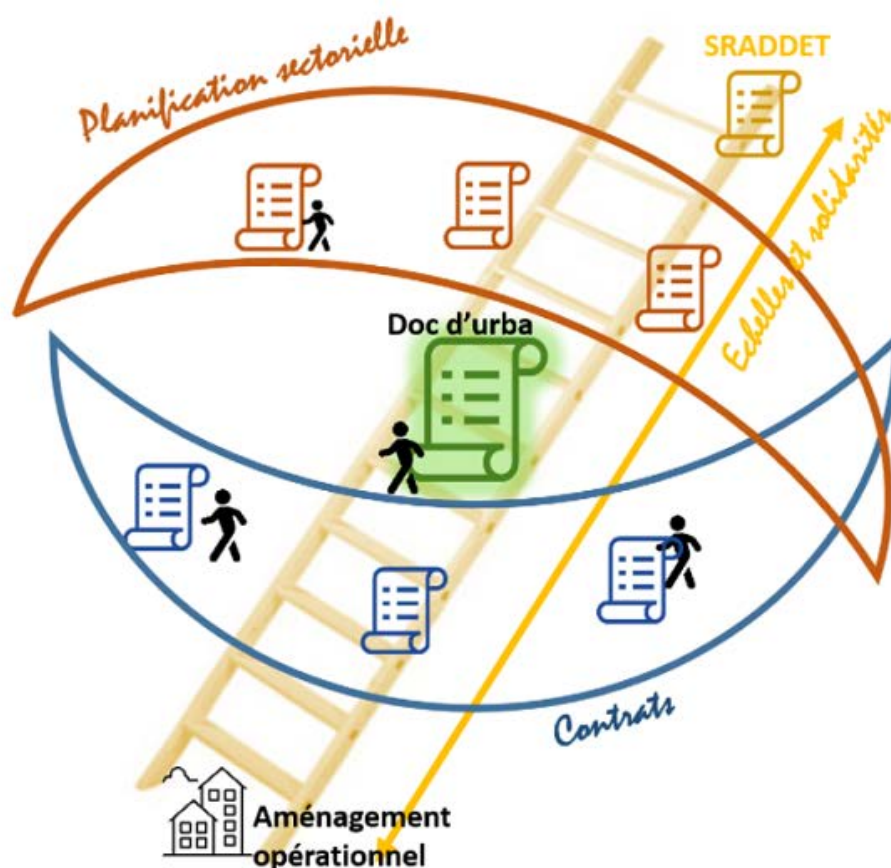 Planification sectorielle
SRADDET
Echelles et solidarités
Doc d'urba
Contrats
Aménagement
opérationnel